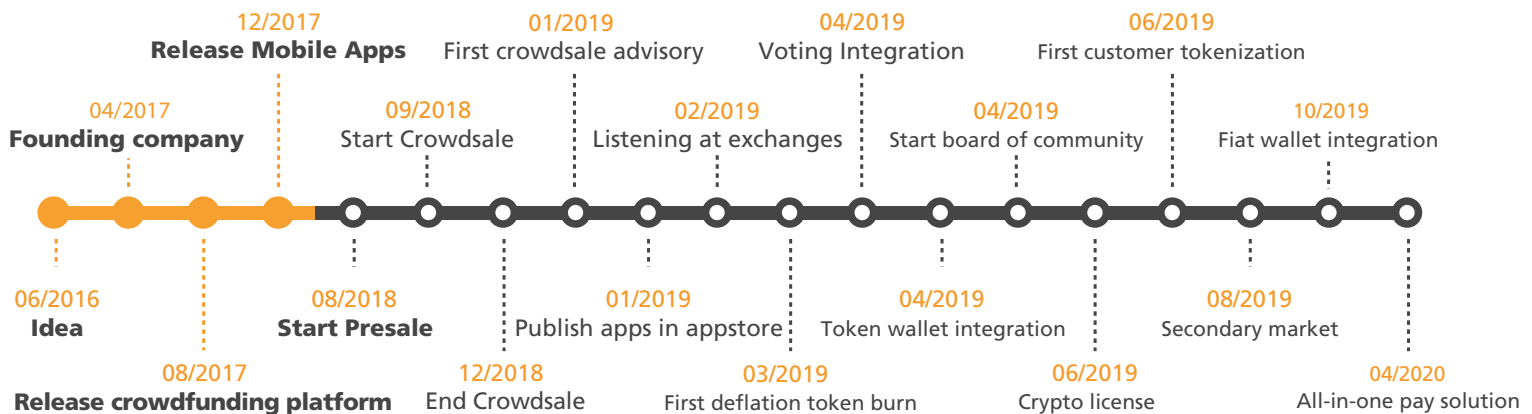 12/2017
Release Mobile Apps
01/2019
First crowdsale advisory
04/2019
Voting Integration
06/2019
First customer tokenization
04/2017
Founding company
09/2018
Start Crowdsale
02/2019
Listening at exchanges
04/2019
Start board of community
10/2019
Fiat wallet integration
06/2016
Idea
08/2018
Start Presale
01/2019
Publish apps in appstore
04/2019
Token wallet integration
08/2019
Secondary market
08/2017
Release crowdfunding platform
12/2018
End Crowdsale
03/2019
First deflation token burn
06/2019
Crypto license
04/2020
All-in-one pay solution